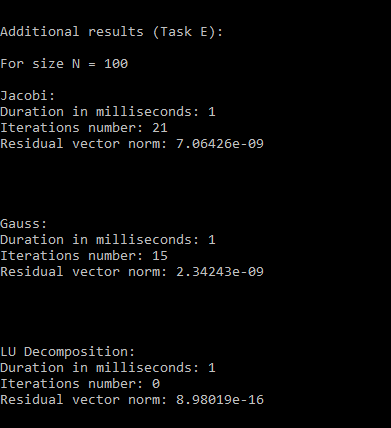 Additional results (Task E):
For size N = 100
Jacobi:
Duration in milliseconds: 1
Iterations number: 21
Residual vector norm: 7.06426e-09
Gauss:
Duration in milliseconds: 1
Iterations number: 15
Residual vector norm: 2.34243e-09
LU Decomposition:
Duration in milliseconds: 1
Iterations number: 0
Residual vector norm: 8.98019e-16